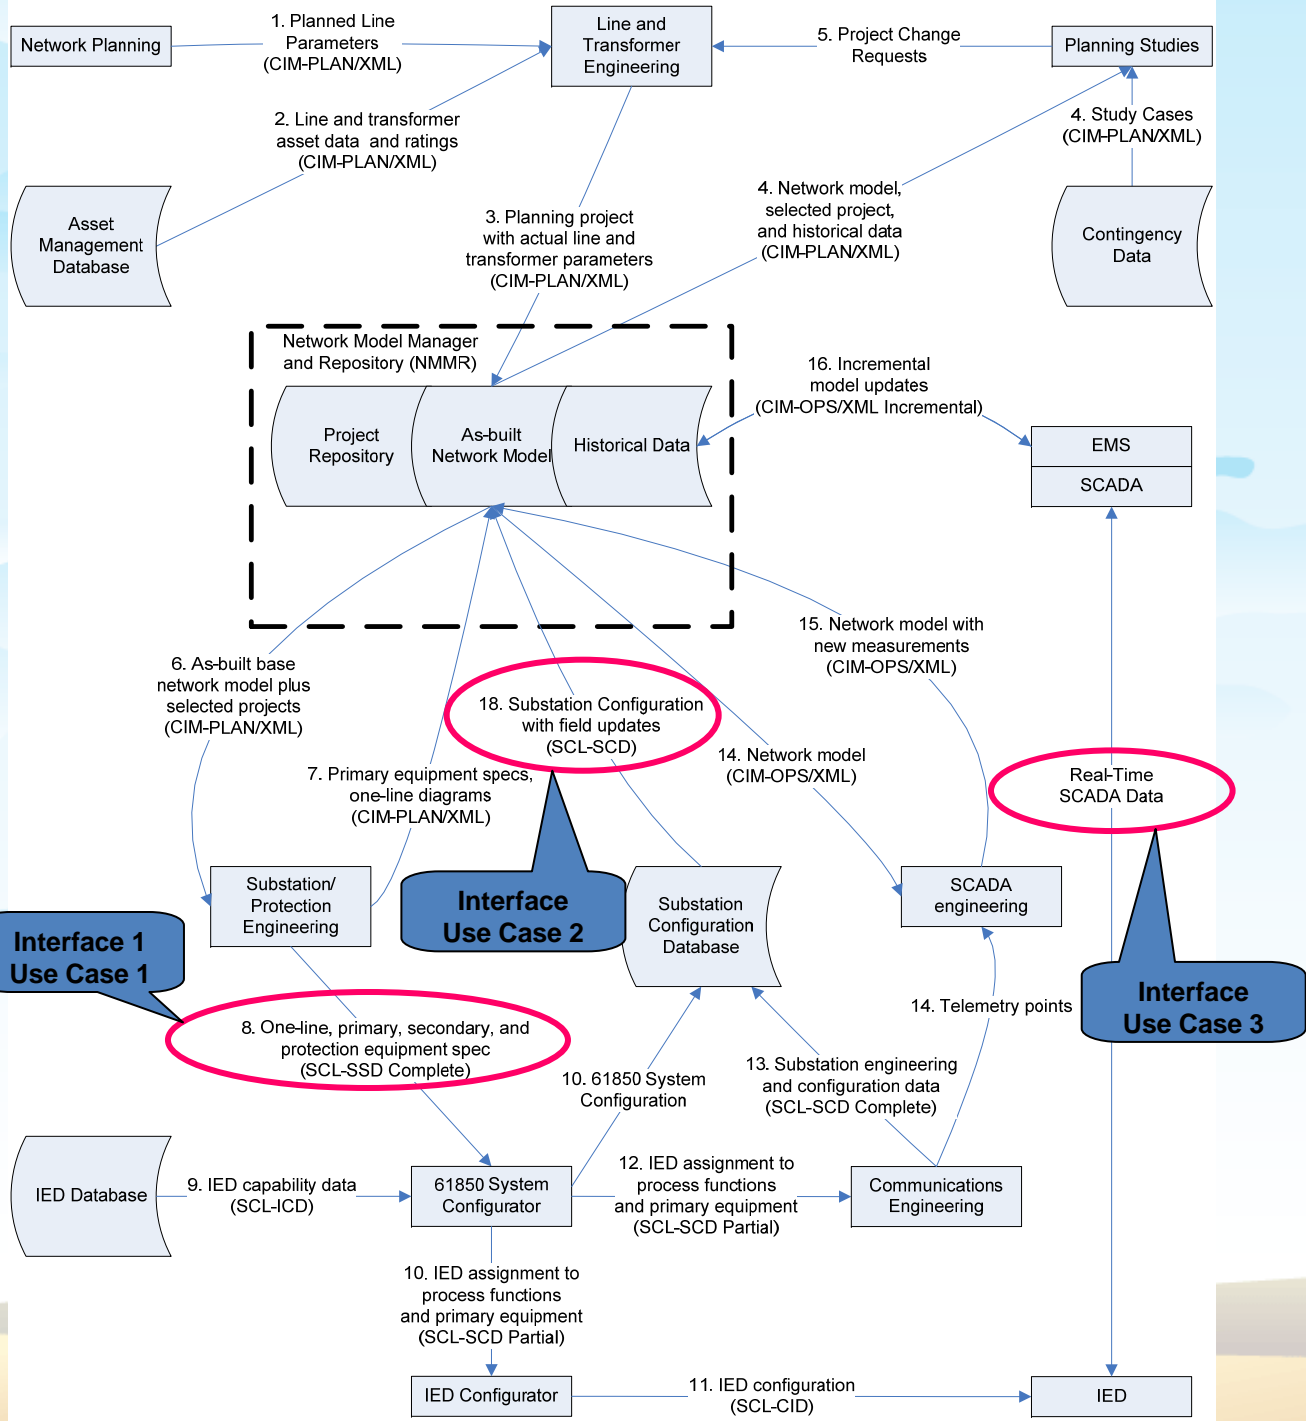 Network Planning
1. Planned Line
Parameters
(CIM-PLAN/XML)
Line and
Transformer
Engineering
5. Project Change
Requests
Planning Studies
2. Line and transformer
asset data and ratings
(CIM-PLAN/XML)
4. Study Cases
(CIM-PLAN/XML)
Asset
Management
Database
3. Planning project
with actual line and
transformer parameters
(CIM-PLAN/XML)
4. Network model,
selected project,
and historical data
(CIM-PLAN/XML)
Contingency
Data
Network Model Manager
and Repository (NMMR)
Project
Repository
As-built
Network Model
Historical Data
16. Incremental
model updates
(CIM-OPS/XML Incremental)
EMS
SCADA
6. As-built base
network model plus
selected projects
(CIM-PLAN/XML)
18. Substation Configuration
with field updates
(SCL-SCD)
15. Network model with
new measurements
(CIM-OPS/XML)
7. Primary equipment specs,
one-line diagrams
(CIM-PLAN/XML)
14. Network model
(CIM-OPS/XML)
Real-Time
SCADA Data
Substation/
Protection
Engineering
Interface
Use Case 2
Substation
Configuration
Database
SCADA
engineering
Interface 1
Use Case 1
Interface
Use Case 3
8. One-line, primary, secondary, and
protection equipment spec
(SCL-SSD Complete)
14. Telemetry points
10. 61850 System
Configuration
13. Substation engineering
and configuration data
(SCL-SCD Complete)
IED Database
9. IED capability data
(SCL-ICD)
61850 System
Configurator
12. IED assignment to
process functions
and primary equipment
(SCL-SCD Partial)
Communications
Engineering
10. IED assignment to
process functions
and primary equipment
(SCL-SCD Partial)
IED Configurator
11. IED configuration
(SCL-CID)
IED